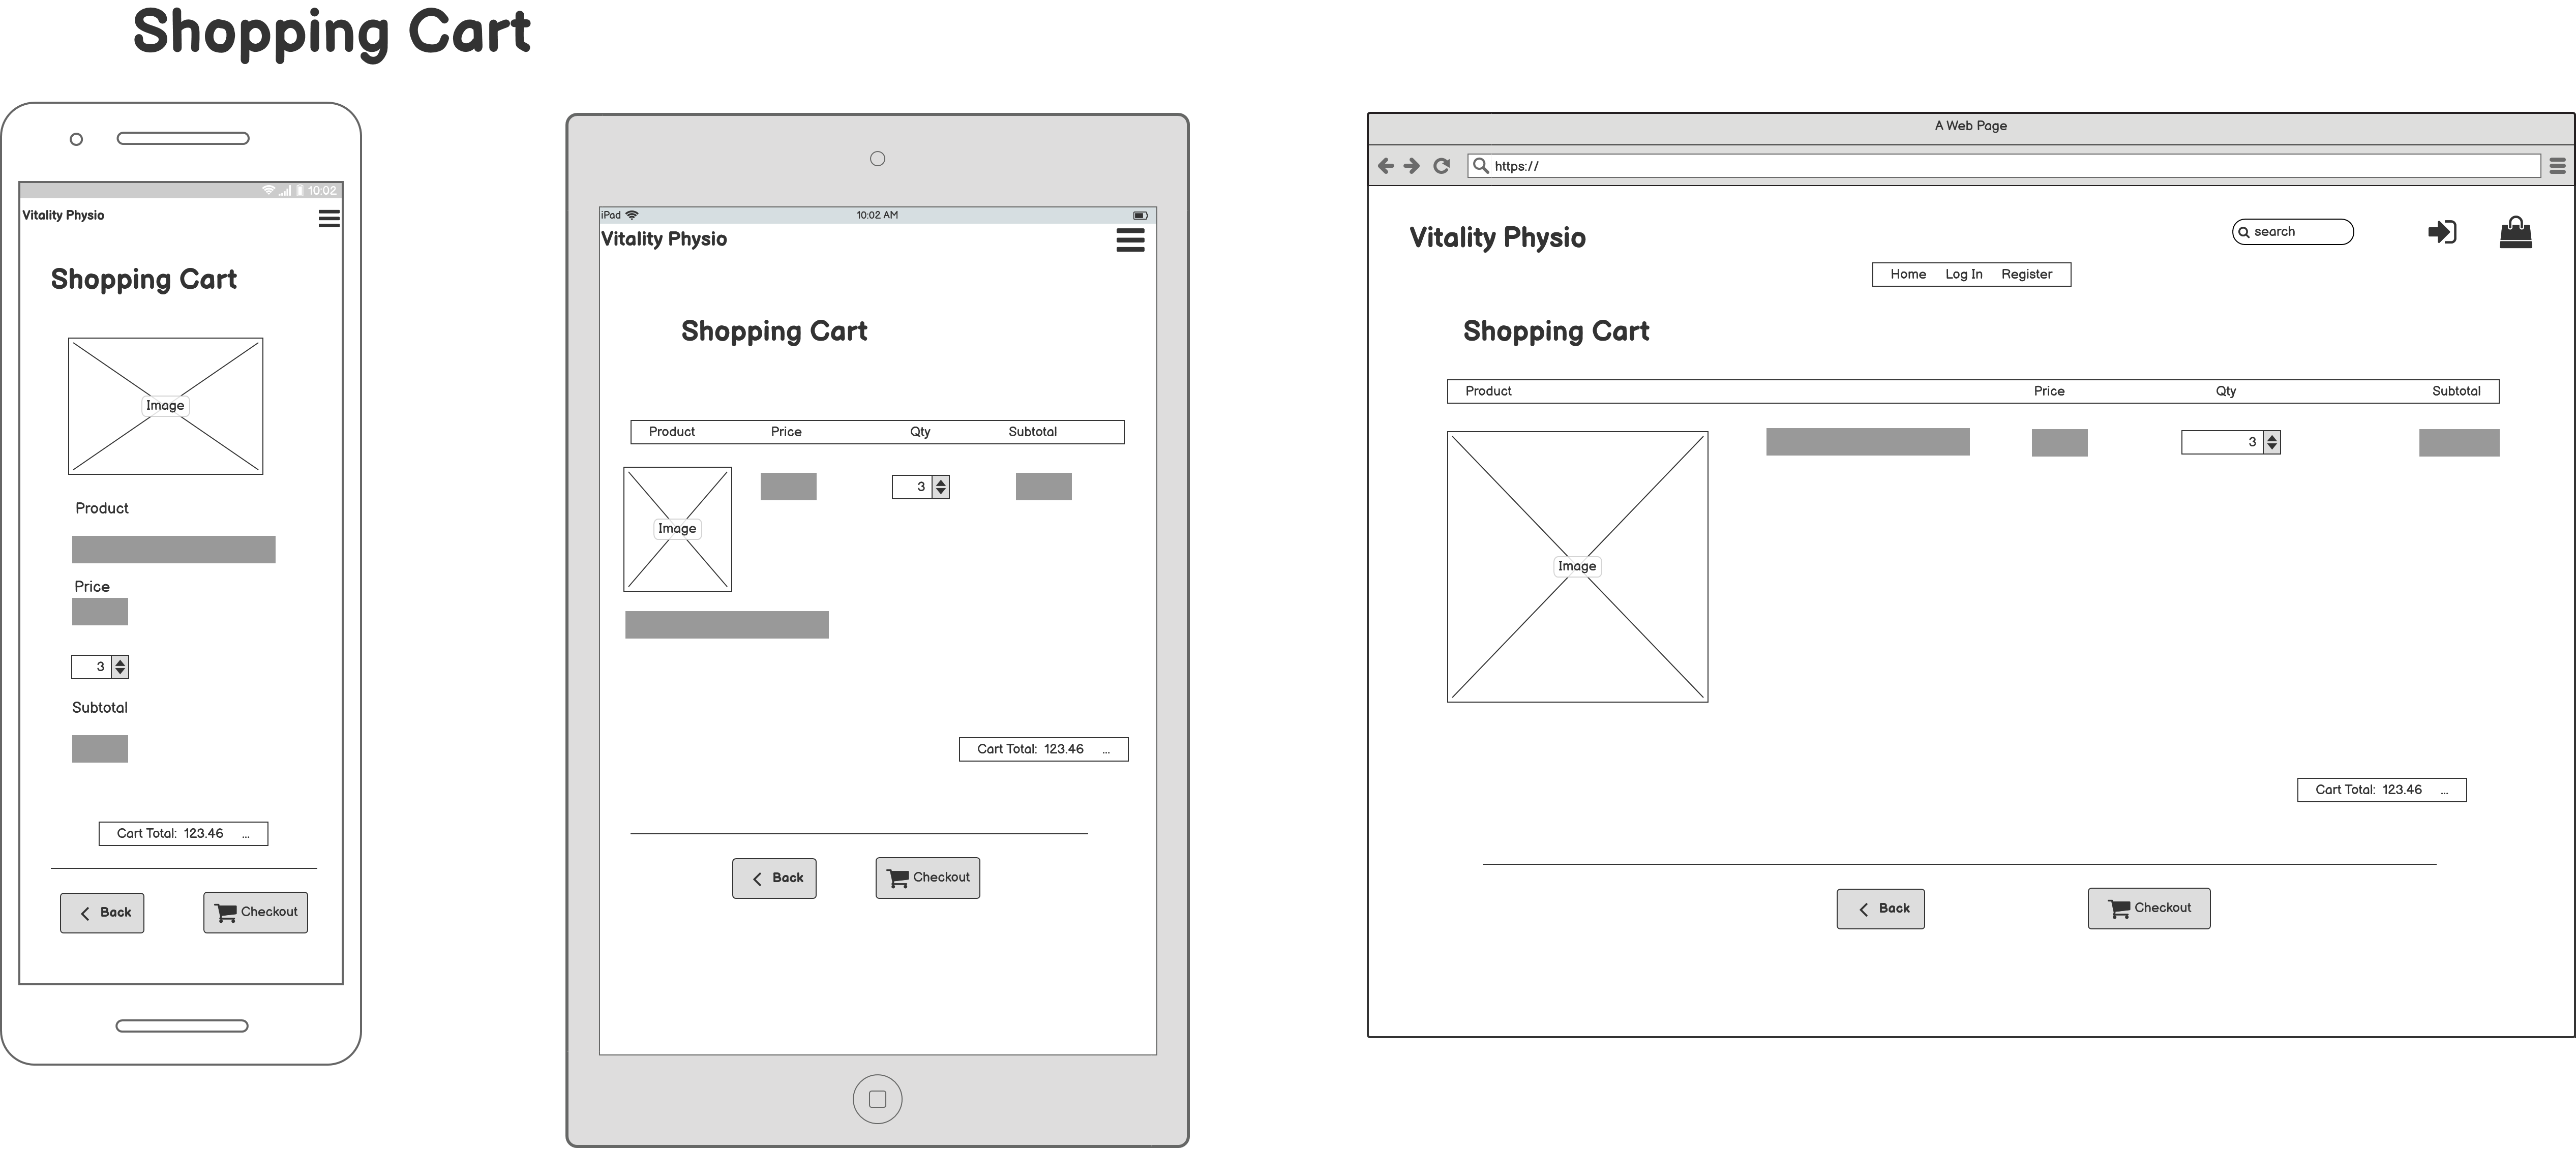 Shopping Cart
10:02
Vitality Physio
Shopping Cart
Image
Product
Price
3
Subtotal
Cart Total: 123.46 ...
Back
Checkout
iPad
10:02 AM
Vitality Physio
Shopping Cart
Product Price Qty Subtotal
3
Image
Cart Total: 123.46 ...
Back
Checkout
A Web Page
https://
Vitality Physio
search
Home Log In Register
Shopping Cart
Product Price Qty Subtotal
3
Image
Cart Total: 123.46 ...
Back
Checkout